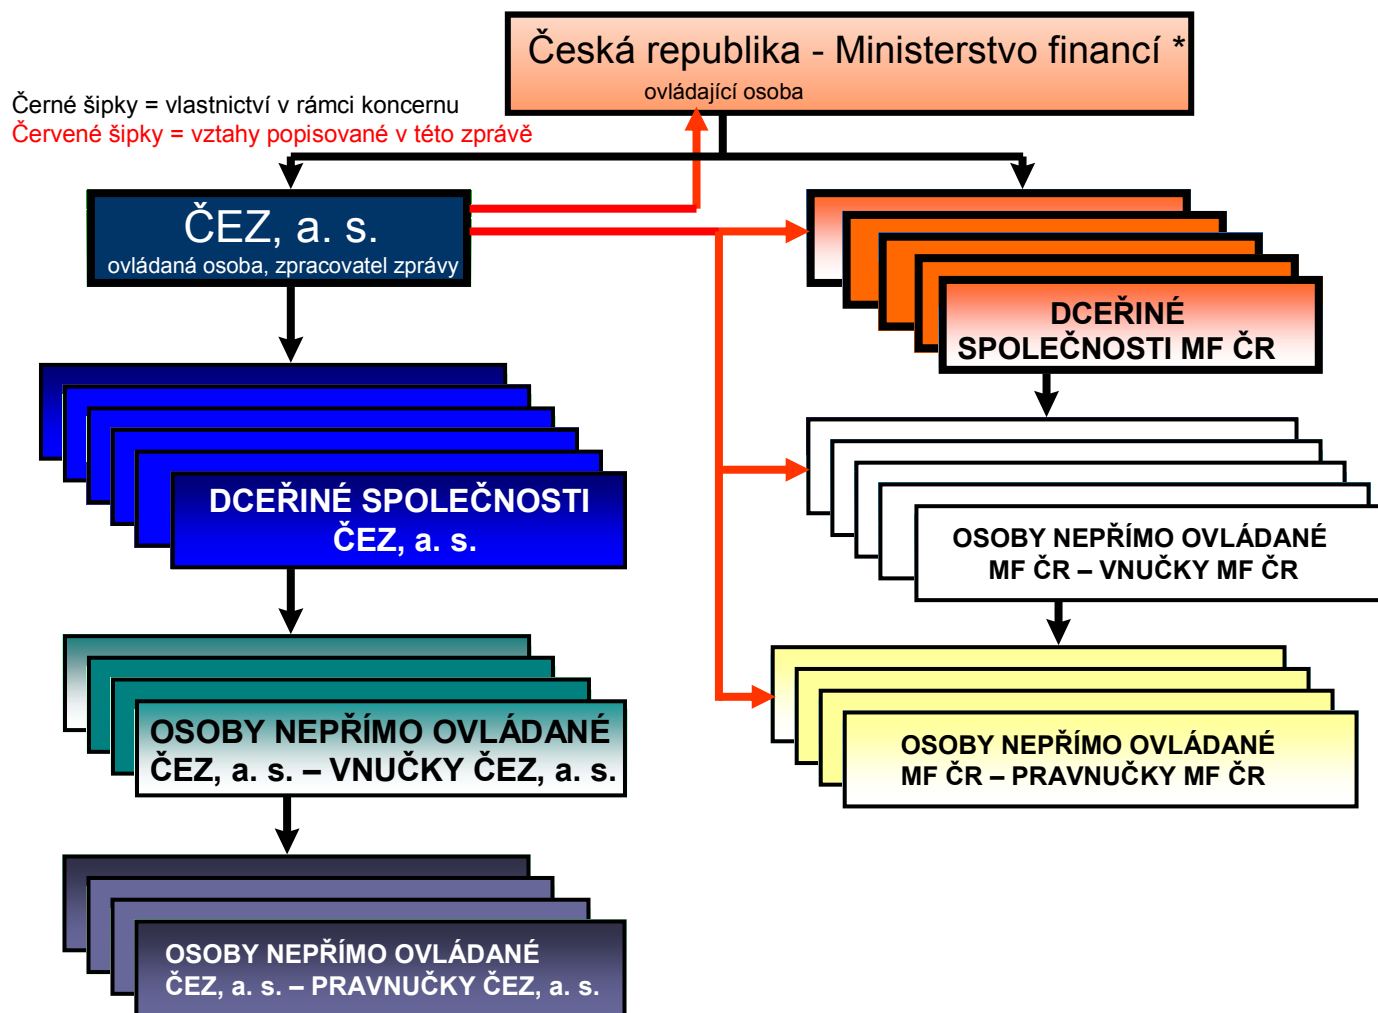 Česká republika - Ministerstvo financí *
ovládající osoba
Černé šipky = vlastnictví v rámci koncernu
Červené šipky = vztahy popisované v této zprávě
ČEZ, a. s.
ovládaná osoba, zpracovatel zprávy
DCEŘINÉ
SPOLEČNOSTI MF ČR
DCEŘINÉ SPOLEČNOSTI
ČEZ, a. s.
OSOBY NEPŘÍMO OVLÁDANÉ
MF ČR – VNUČKY MF ČR
OSOBY NEPŘÍMO OVLÁDANÉ
ČEZ, a. s. – VNUČKY ČEZ, a. s.
OSOBY NEPŘÍMO OVLÁDANÉ
MF ČR – PRAVNUČKY MF ČR
OSOBY NEPŘÍMO OVLÁDANÉ
ČEZ, a. s. – PRAVNUČKY ČEZ, a. s.